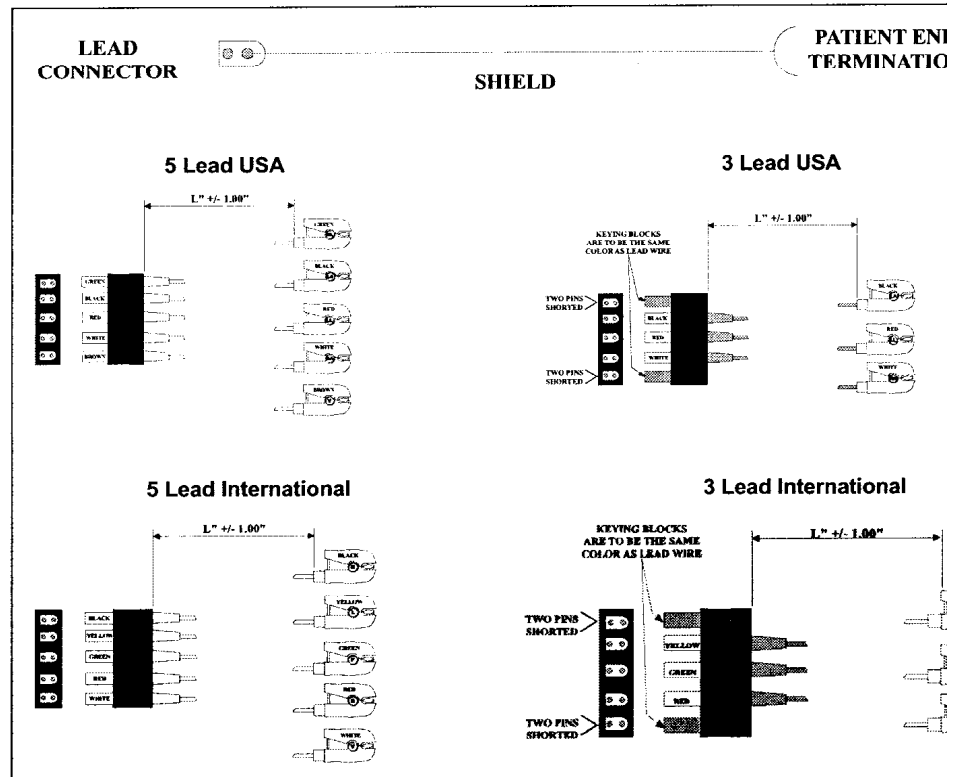 LEAD
CONNECTOR
SHIELD
PATIENT EN
TERMINATIO
5 Lead USA
L" +/- 1.00"
GREEN
BLACK
RED
WHITE
BROWN
GREEN
BLACK
RED
WHITE
BROWN
3 Lead USA
L" +/- 1.00"
KEYING BLOCKS
ARE TO BE THE SAME
COLOR AS LEAD WIRE
TWO PINS
SHORTED
BLACK
RED
WHITE
TWO PINS
SHORTED
BLACK
RED
WHITE
5 Lead International
L" +/- 1.00"
BLACK
YELLOW
GREEN
RED
WHITE
BLACK
YELLOW
GREEN
RED
WHITE
3 Lead International
KEYING BLOCKS
ARE TO BE THE SAME
COLOR AS LEAD WIRE
L" +/- 1.00"
TWO PINS
SHORTED
YELLOW
GREEN
RED
TWO PINS
SHORTED